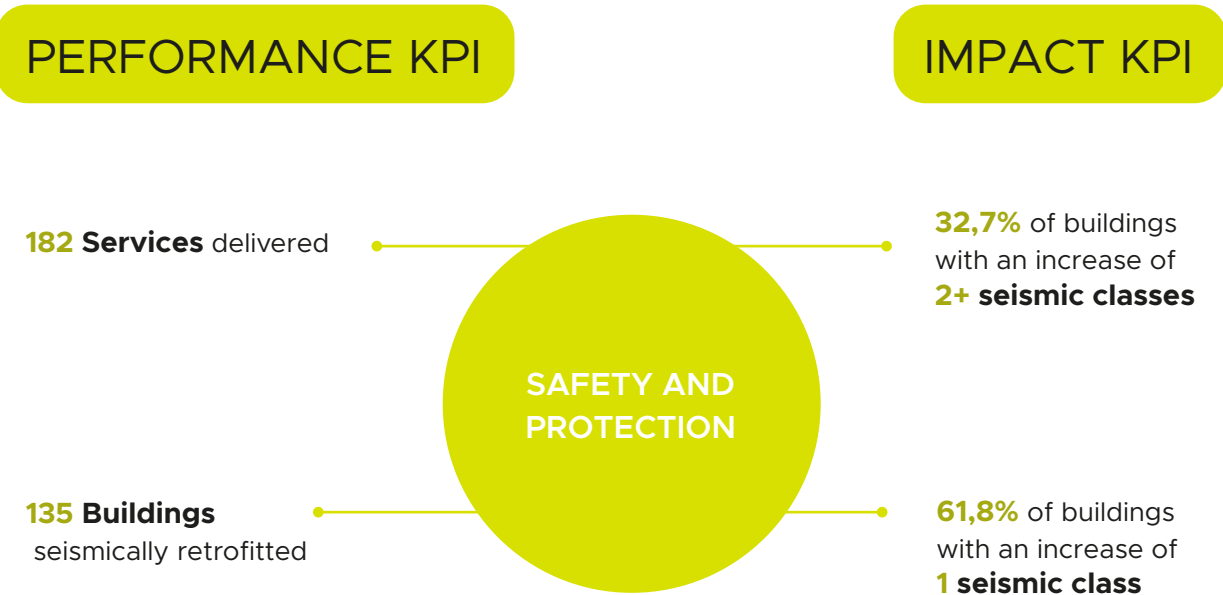 PERFORMANCE KPI
IMPACT KPI
182 Services delivered
32,7% of buildings
with an increase of
2+ seismic classes
SAFETY AND
PROTECTION
135 Buildings
seismically retrofitted
61,8% of buildings
with an increase of
1 seismic class